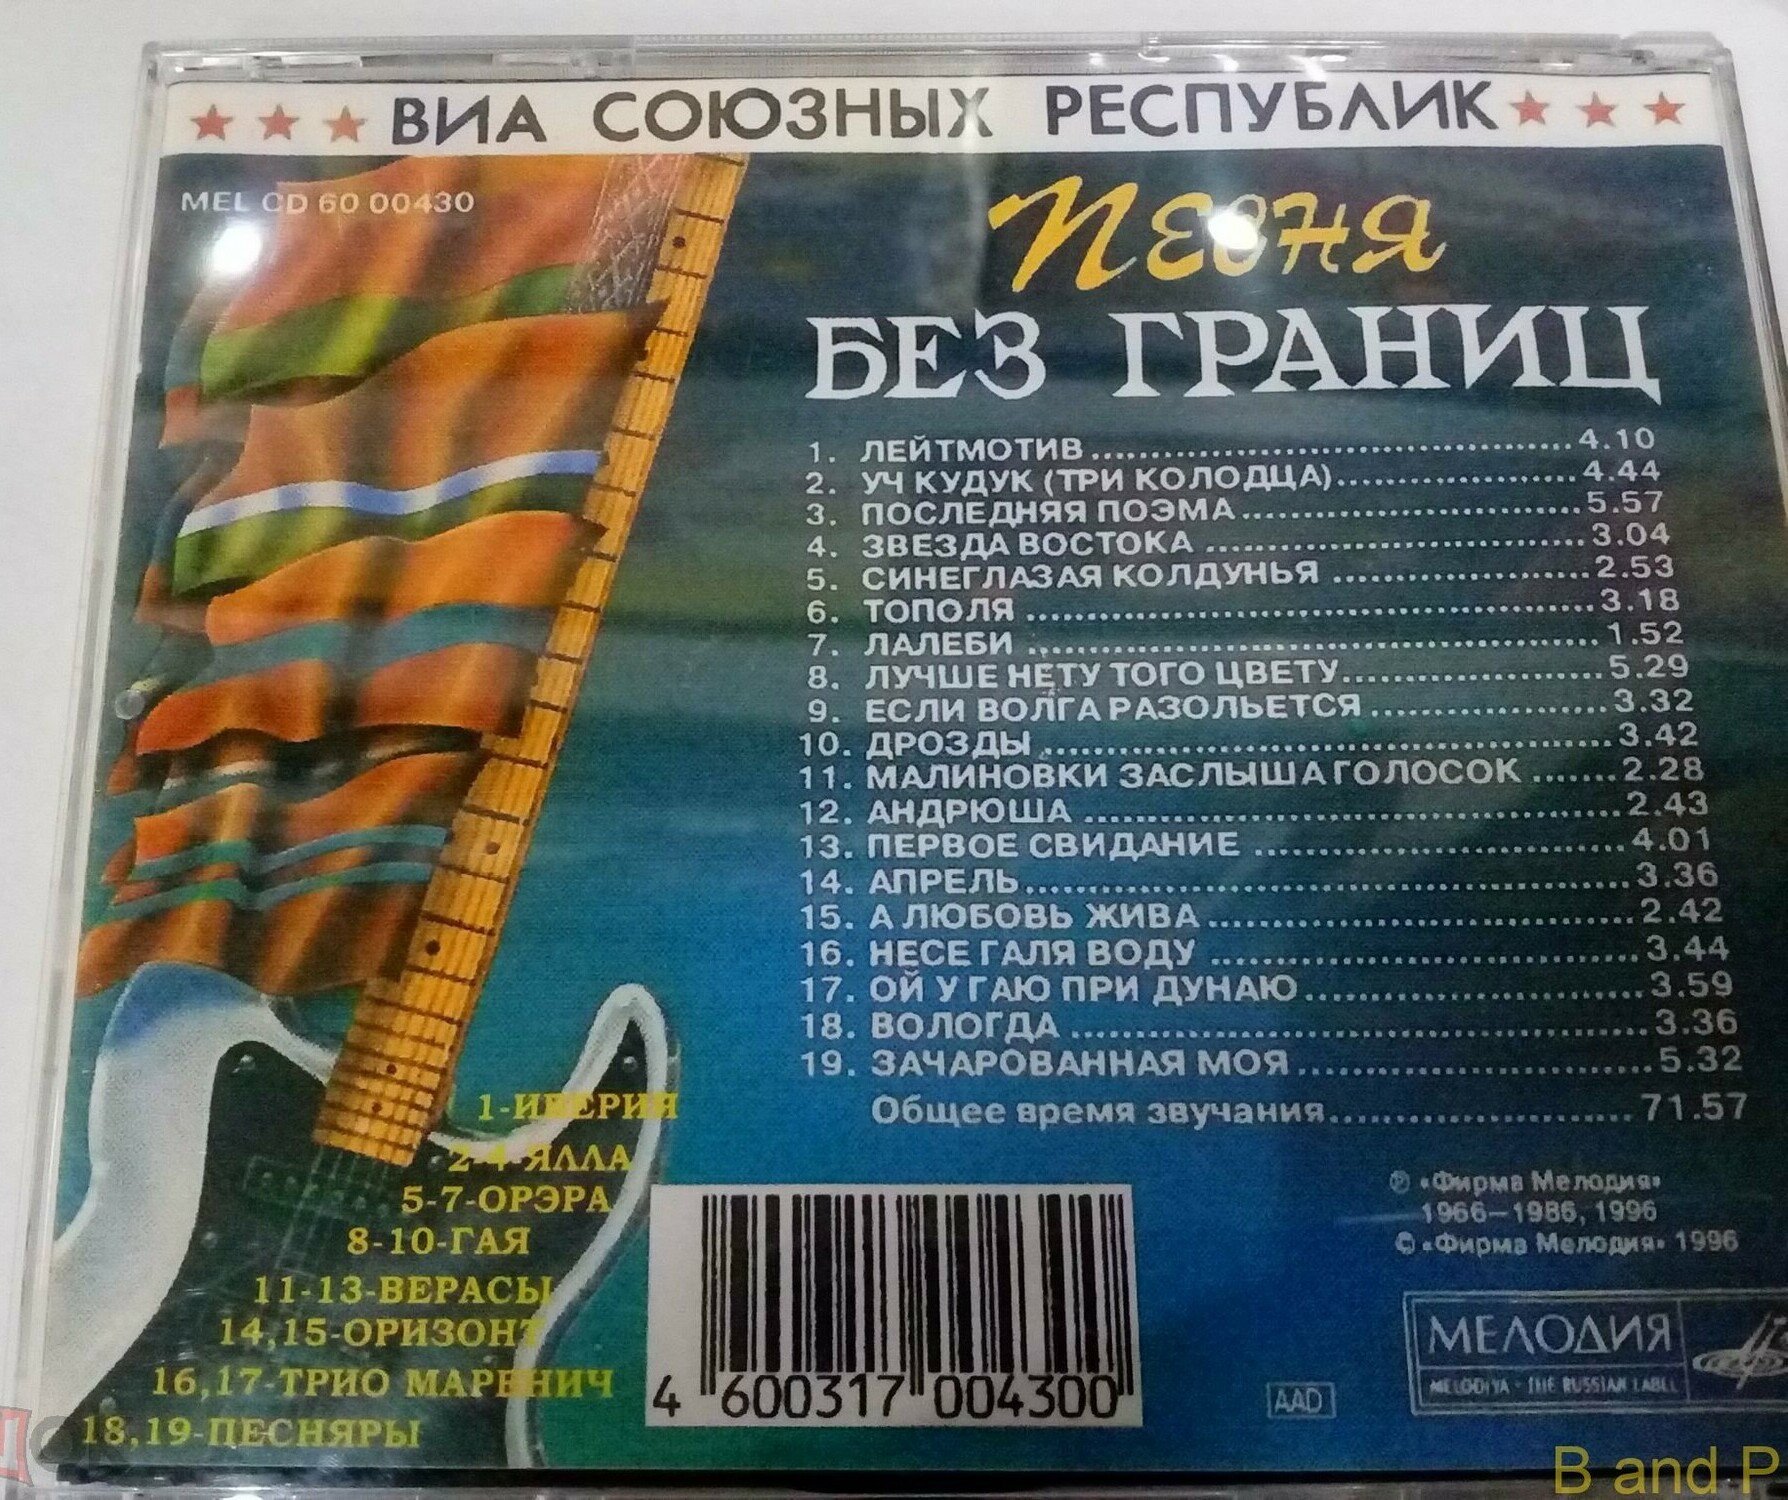 ВИА СОЮЗНЫХ РЕСПУБЛИК
MEL CD 60 00430
Песня
БЕЗ ГРАНИЦ
1. ЛЕЙТМОТИВ 4.10
2. УЧ КУДУК (ТРИ КОЛОДЦА) 4.44
3. ПОСЛЕДНЯЯ ПОЭМА 5.57
4. ЗВЕЗДА ВОСТОКА 3.04
5. СИНЕГЛАЗАЯ КОЛДУНЬЯ 2.53
6. ТОПОЛЯ 3.18
7. ЛАЛЕБИ 1.52
8. ЛУЧШЕ НЕТУ ТОГО ЦВЕТУ 5.29
9. ЕСЛИ ВОЛГА РАЗОЛЬЕТСЯ 3.32
10. ДРОЗДЫ 3.42
11. МАЛИНОВКИ ЗАСЛЫША ГОЛОСОК 2.28
12. АНДРЮША 2.43
13. ПЕРВОЕ СВИДАНИЕ 4.01
14. АПРЕЛЬ 3.36
15. А ЛЮБОВЬ ЖИВА 2.42
16. НЕСЕ ГАЛЯ ВОДУ 3.44
17. ОЙ У ГАЮ ПРИ ДУНАЮ 3.59
18. ВОЛОГДА 3.36
19. ЗАЧАРОВАННАЯ МОЯ 5.32
Общее время звучания 71.57
1-ИВЕРИЯ
2-4-ЯЛЛА
5-7-ОРЭРА
8-10-ГАЯ
11-13-ВЕРАСЫ
14,15-ОРИЗОНТ
16,17-ТРИО МАРЕНИЧ
18,19-ПЕСНЯРЫ
4 600317 004300
℗ «Фирма Мелодия»
1966–1986, 1996
© «Фирма Мелодия» 1996
AAD
МЕЛОДИЯ
MELODIYA - THE RUSSIAN LABEL
B and P